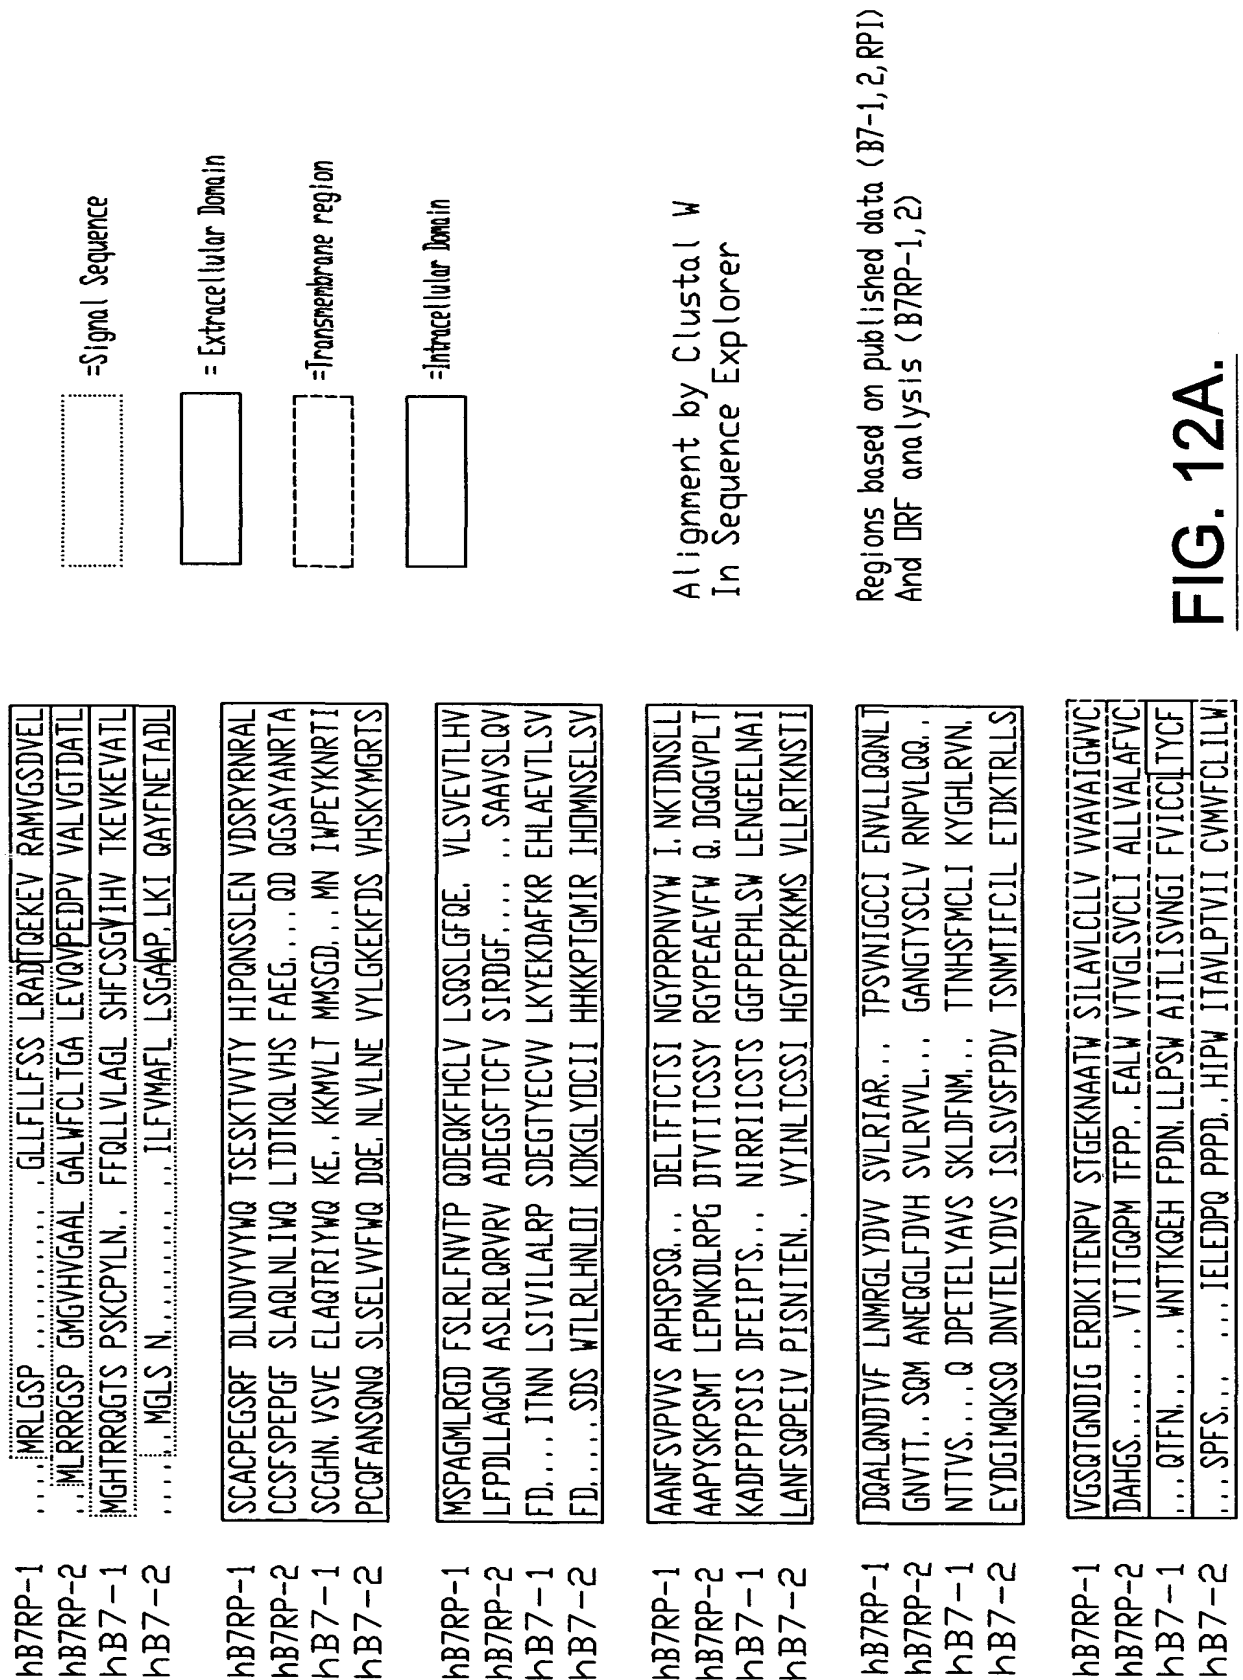 hB7RP-1 ....MRLGSP .......... .GLLFLLFSS LRADTQEKEV RAMVGSDVEL
hB7RP-2 ..MLRRRGSP GMGVHVGAAL GALWFCLTGA LEVQVPEDPV VALVGTDATL
hB7-1 MGHTRRQGTS PSKCPYLN.. FFQLLVLAGL SHFCSGVIHV TKEVKEVATL
hB7-2 .....MGLS N......... .ILFVMAFL LSGAAP.LKI QAYFNETADL
hB7RP-1 SCACPEGSRF DLNDVYVYWQ TSESKTVVTY HIPQNSSLEN VDSRYRNRAL
hB7RP-2 CCSFSPEPGF SLAQLNLIWQ LTDTKQLVHS FAEG...QD QGSAYANRTA
hB7-1 SCGHN.VSVE ELAQTRIYWQ KE..KKMVLT MMSGD...MN IWPEYKNRTI
hB7-2 PCQFANSQNQ SLSELVVFWQ DQE.NLVLNE VYLGKEKFDS VHSKYMGRTS
hB7RP-1 MSPAGMLRGD FSLRLFNVTP QDEQKFHCLV LSQSLGFQE. VLSVEVTLHV
hB7RP-2 LFPDLLAQGN ASLRLQRVRV ADEGSFTCFV SIRDGF.... ..SAAVSLQV
hB7-1 FD....ITNN LSIVILALRP SDEGTYECVV LKYEKDAFKR EHLAEVTLSV
hB7-2 FD....SDS WTLRLHNLQI KDKGLYQCII HHKKPTGMIR IHQMNSELSV
hB7RP-1 AANFSVPVVS APHSPSQ... DELTFTCTSI NGYPRPNVYW I.NKTDNSLL
hB7RP-2 AAPYSKPSMT LEPNKDLRPG DTVTITCSSY RGYPEAEVFW Q.DGQGVPLT
hB7-1 KADFPTPSIS DFEIPTS... NIRRIICSTS GGFPEPHLSW LENGEELNAI
hB7-2 LANFSQPEIV PISNITEN.. VYINLTCSSI HGYPEPKKMS VLLRTKNSTI
hB7RP-1 DQALQNDTVF LNMRGLYDVV SVLRIAR... TPSVNIGCCI ENVLLQQNLT
hB7RP-2 GNVTT..SQM ANEQGLFDVH SVLRVVL... GANGTYSCLV RNPVLQQ..
hB7-1 NTTVS....Q DPETELYAVS SKLDFNM... TTNHSFMCLI KYGHLRVN.
hB7-2 EYDGIMQKSQ DNVTELYDVS ISLSVSFPDV TSNMTIFCIL ETDKTRLLS
hB7RP-1 VGSQTGNDIG ERDKITENPV STGEKNAATW SILAVLCLLV VVAVAIGWVC
hB7RP-2 DAHGS..... ..VTITGQPM TFPP.EALW VTVGLSVCLI ALLVALAFVC
hB7-1 ...QTFN... ..WNTTKQEH FPDN.LLPSW AITLISVNGI FVICCLTYCF
hB7-2 ...SPFS... ...IELEDPQ PPPD.HIPW ITAVLPTVII CVMVFCLILW
=Signal Sequence
= Extracellular Domain
=Transmembrane region
=Intracellular Domain
Alignment by Clustal W
In Sequence Explorer
Regions based on published data (B7-1,2,RPI)
And ORF analysis (B7RP-1,2)
FIG. 12A.